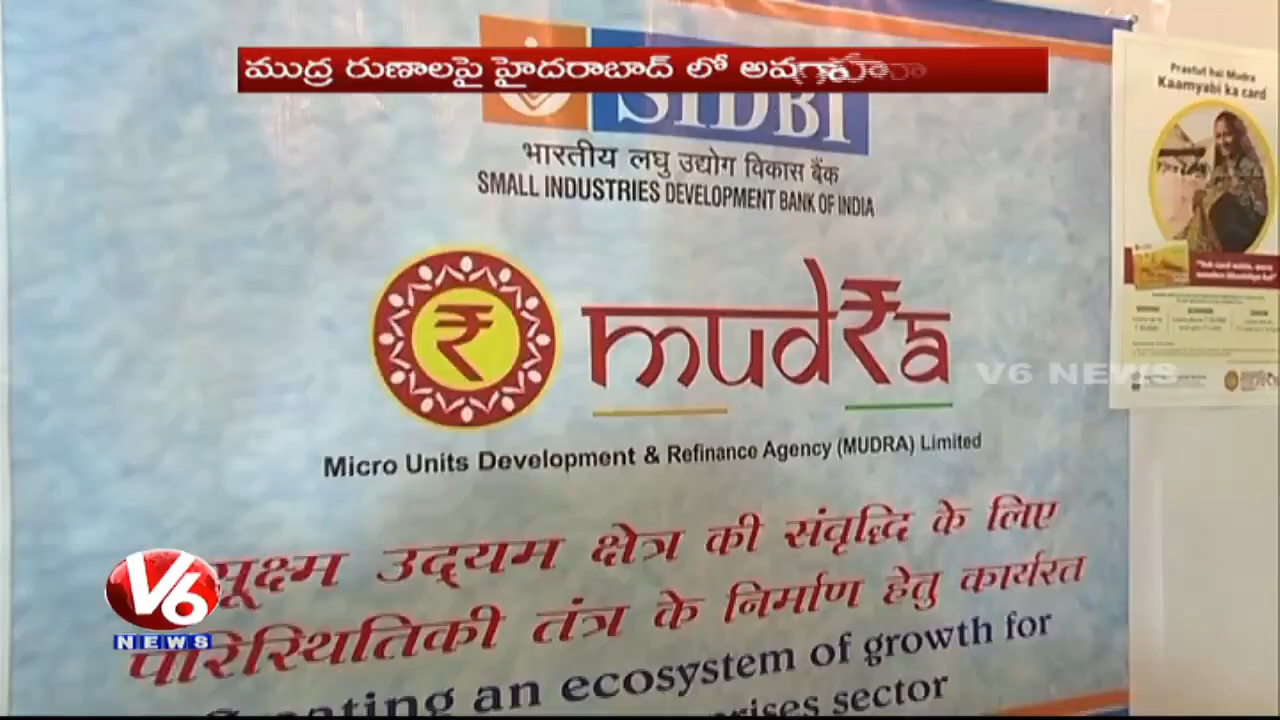 ముద్ర రుణాలపై హైదరాబాద్ లో
SIDBI
भारतीय लघु उद्योग विकास बैंक
SMALL INDUSTRIES DEVELOPMENT BANK OF INDIA
₹ mudRa
Micro Units Development & Refinance Agency (MUDRA) Limited
सूक्ष्म उद्यम क्षेत्र की संवृद्धि के लिए
पारिस्थितिकी तंत्र के निर्माण हेतु कार्यरत
an ecosystem of growth for
sector
Prastut hai Mudra
Kaamyabi ka card
V6 NEWS
V6
NEWS